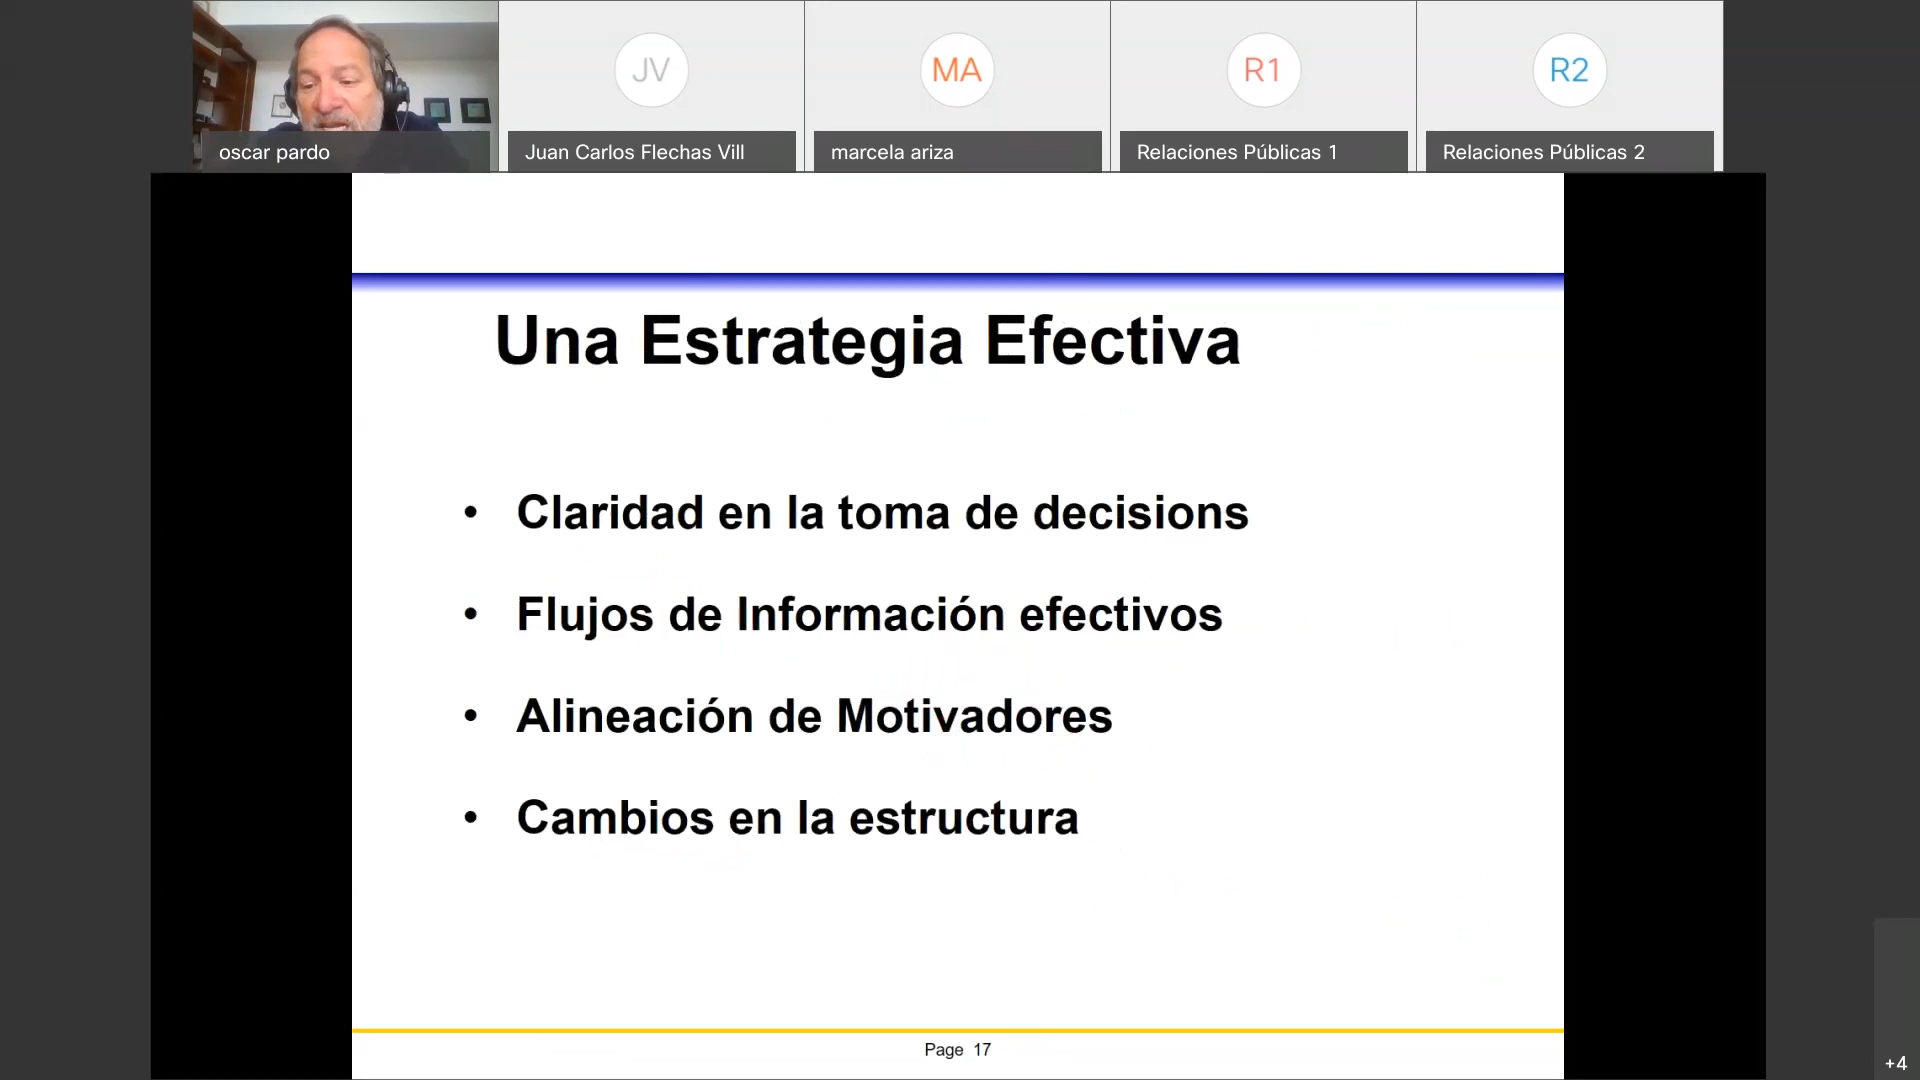 JV
MA
R1
R2
oscar pardo
Juan Carlos Flechas Vill
marcela ariza
Relaciones Públicas 1
Relaciones Públicas 2
Una Estrategia Efectiva
• Claridad en la toma de decisions
• Flujos de Información efectivos
• Alineación de Motivadores
• Cambios en la estructura
Page 17
+4